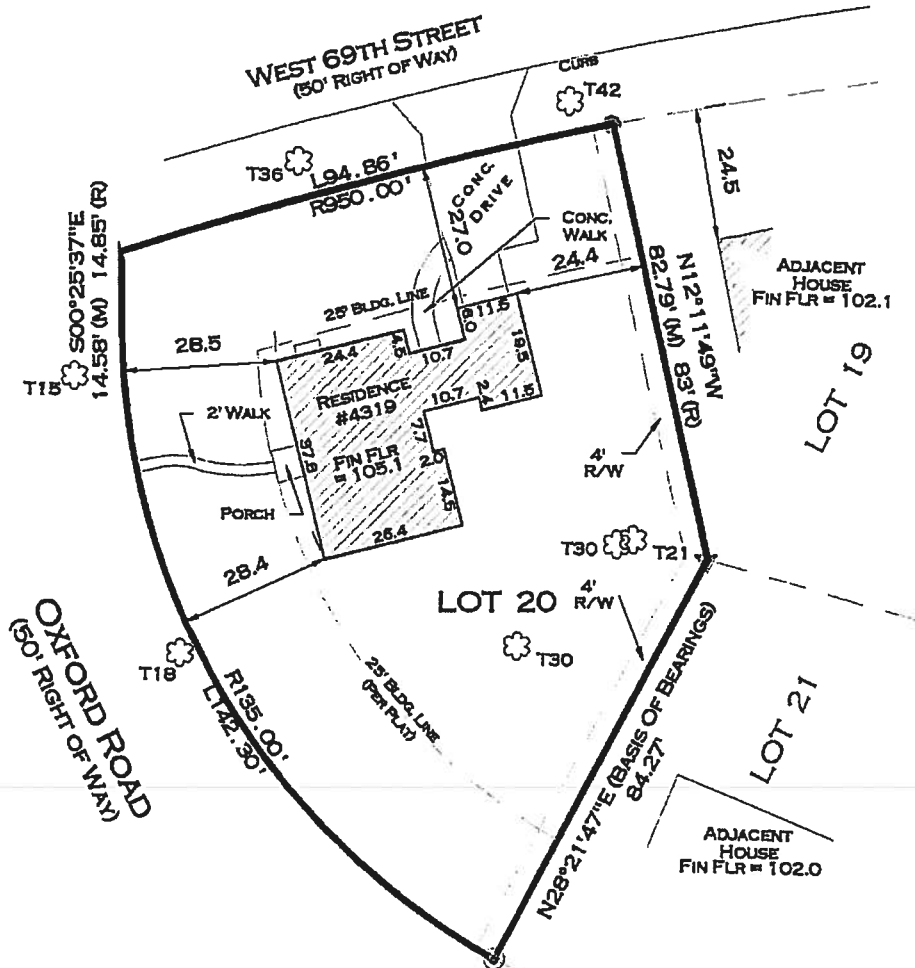 WEST 69TH STREET
(50' RIGHT OF WAY)
CURB
T42
T36
L94.86'
R950.00'
CONC.
DRIVE
27.0
CONC.
WALK
24.5
24.4
ADJACENT
HOUSE
FIN FLR = 102.1
N12°11'49"W
82.79' (M) 83' (R)
LOT 19
S00°25'37"E
14.58' (M) 14.85' (R)
T15
28.5
25' BLDG. LINE
24.4
4.5
10.7
6.0
11.5
19.5
RESIDENCE
#4319
10.7
2.4
11.5
2' WALK
37.8
FIN FLR
= 105.1
7.7
2.0
14.5
25.4
PORCH
4'
R/W
28.4
T30
T21
LOT 20
4'
R/W
T30
T18
OXFORD ROAD
(50' RIGHT OF WAY)
R135.00'
L142.30'
25' BLDG. LINE
(PER PLAT)
N28°21'47"E (BASIS OF BEARINGS)
84.27'
LOT 21
ADJACENT
HOUSE
FIN FLR = 102.0